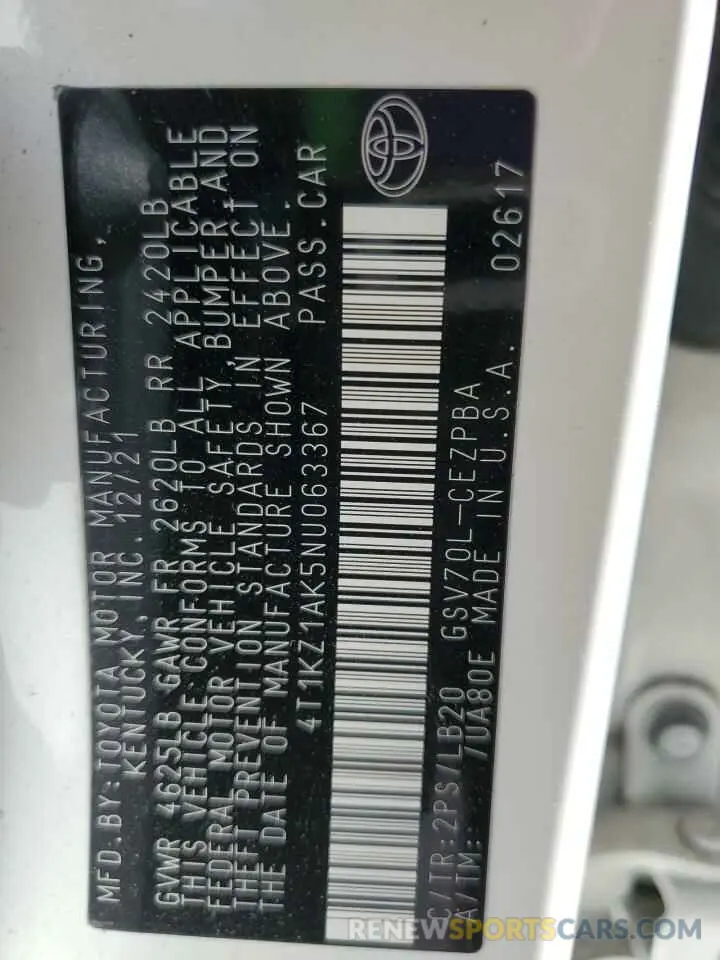 MFD.BY:TOYOTA MOTOR MANUFACTURING,
KENTUCKY,INC. 12/21
GVWR 4625LB GAWR FR 2620LB RR 2420LB
THIS VEHICLE CONFORMS TO ALL APPLICABLE
FEDERAL MOTOR VEHICLE SAFETY, BUMPER, AND
THEFT PREVENTION STANDARDS IN EFFECT ON
THE DATE OF MANUFACTURE SHOWN ABOVE.
4T1KZ1AK5NU063367 PASS.CAR
C/TR:2PS/LB20 GSV70L-CEZPBA
A/TM: /UA80E MADE IN U.S.A. 02617
RENEWSPORTSCARS.COM